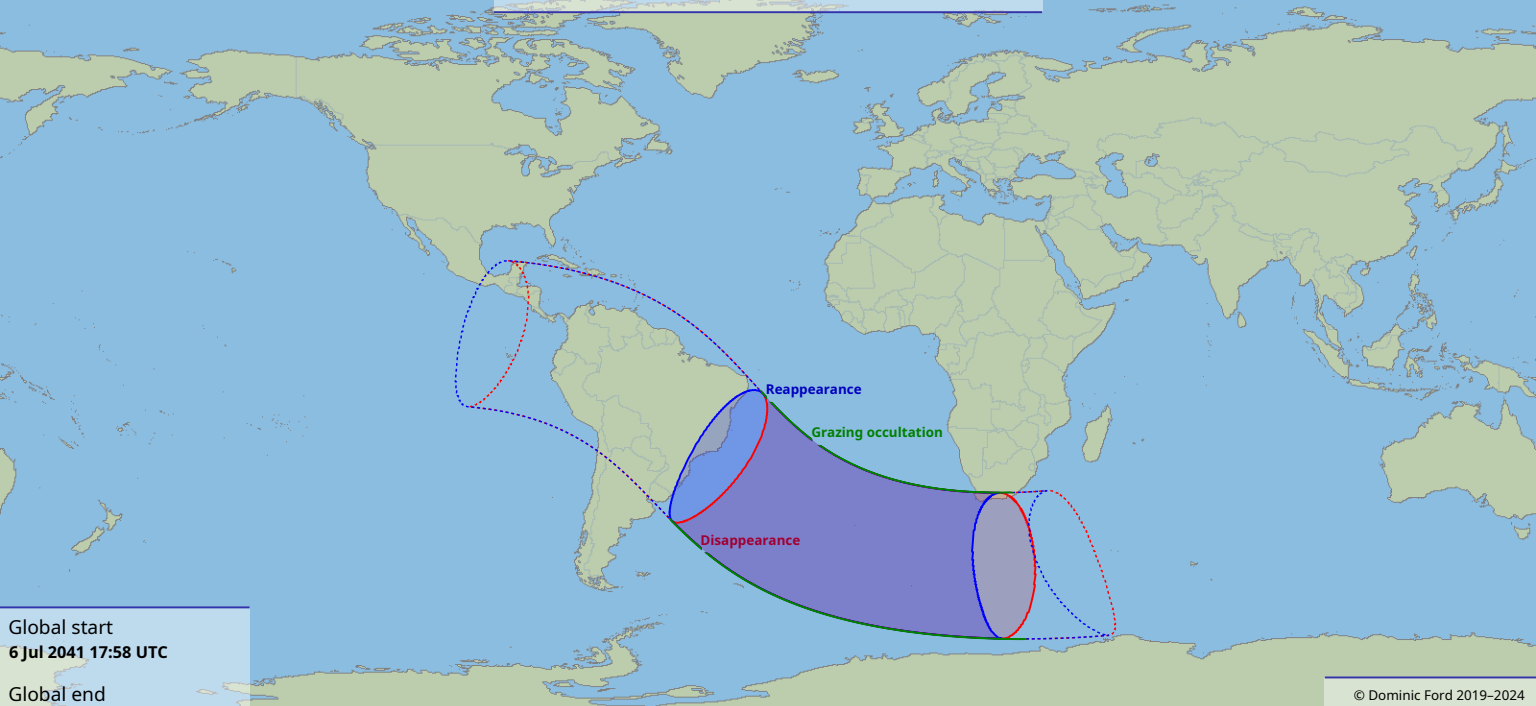 Reappearance
Grazing occultation
Disappearance
Global start
6 Jul 2041 17:58 UTC
Global end
© Dominic Ford 2019–2024